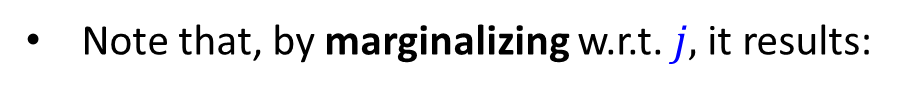 • Note that, by marginalizing w.r.t. j, it results: